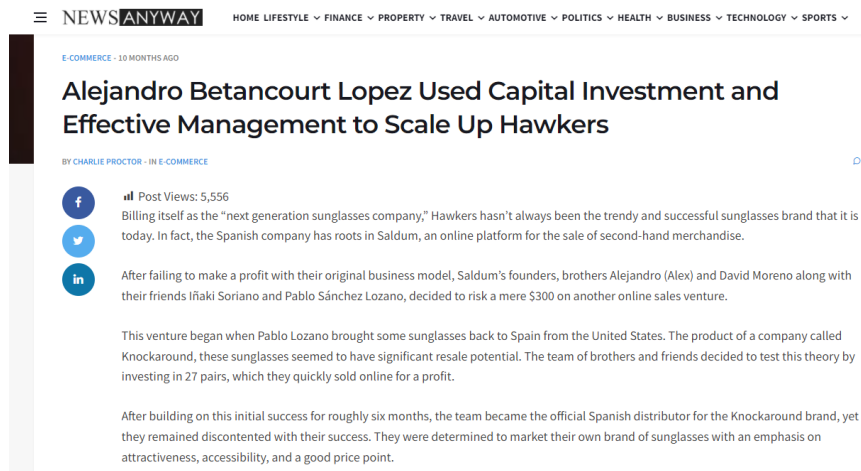 NEWS ANYWAY
HOME LIFESTYLE FINANCE PROPERTY TRAVEL AUTOMOTIVE POLITICS HEALTH BUSINESS TECHNOLOGY SPORTS
E-COMMERCE - 10 MONTHS AGO
Alejandro Betancourt Lopez Used Capital Investment and
Effective Management to Scale Up Hawkers
BY CHARLIE PROCTOR - IN E-COMMERCE
Post Views: 5,556
Billing itself as the “next generation sunglasses company,” Hawkers hasn’t always been the trendy and successful sunglasses brand that it is
today. In fact, the Spanish company has roots in Saldum, an online platform for the sale of second-hand merchandise.
After failing to make a profit with their original business model, Saldum’s founders, brothers Alejandro (Alex) and David Moreno along with
their friends Iñaki Soriano and Pablo Sánchez Lozano, decided to risk a mere $300 on another online sales venture.
This venture began when Pablo Lozano brought some sunglasses back to Spain from the United States. The product of a company called
Knockaround, these sunglasses seemed to have significant resale potential. The team of brothers and friends decided to test this theory by
investing in 27 pairs, which they quickly sold online for a profit.
After building on this initial success for roughly six months, the team became the official Spanish distributor for the Knockaround brand, yet
they remained discontented with their success. They were determined to market their own brand of sunglasses with an emphasis on
attractiveness, accessibility, and a good price point.